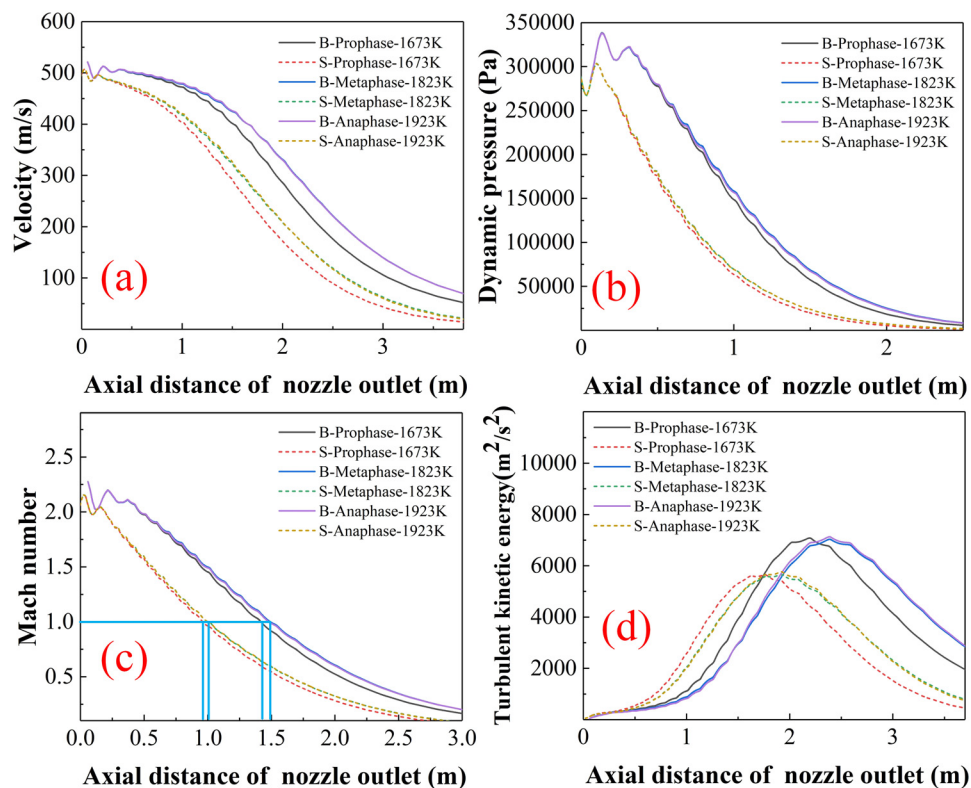 (a)
600
500
400
300
200
100
Velocity (m/s)
B-Prophase-1673K
S-Prophase-1673K
B-Metaphase-1823K
S-Metaphase-1823K
B-Anaphase-1923K
S-Anaphase-1923K
0
1
2
3
Axial distance of nozzle outlet (m)
(b)
350000
300000
250000
200000
150000
100000
50000
Dynamic pressure (Pa)
B-Prophase-1673K
S-Prophase-1673K
B-Metaphase-1823K
S-Metaphase-1823K
B-Anaphase-1923K
S-Anaphase-1923K
0
1
2
Axial distance of nozzle outlet (m)
(c)
2.5
2.0
1.5
1.0
0.5
Mach number
B-Prophase-1673K
S-Prophase-1673K
B-Metaphase-1823K
S-Metaphase-1823K
B-Anaphase-1923K
S-Anaphase-1923K
0.0
0.5
1.0
1.5
2.0
2.5
3.0
Axial distance of nozzle outlet (m)
(d)
10000
8000
6000
4000
2000
Turbulent kinetic energy(m²/s²)
B-Prophase-1673K
S-Prophase-1673K
B-Metaphase-1823K
S-Metaphase-1823K
B-Anaphase-1923K
S-Anaphase-1923K
0
1
2
3
Axial distance of nozzle outlet (m)